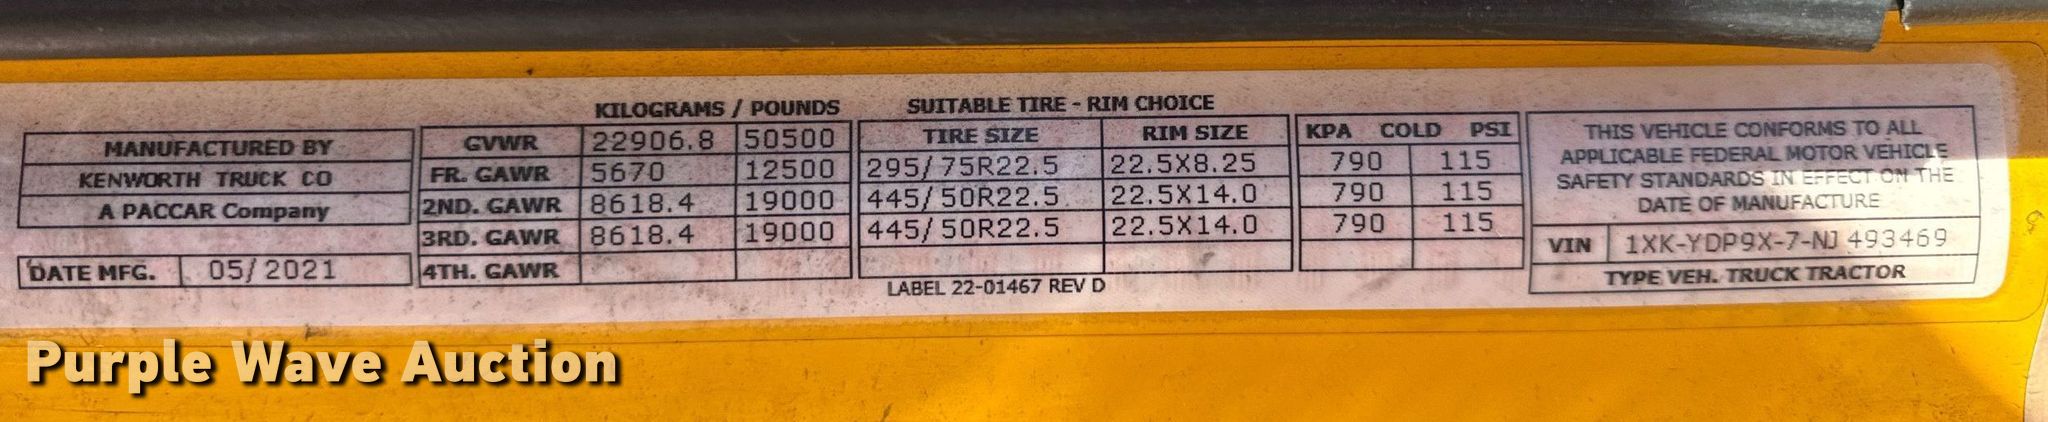 KILOGRAMS / POUNDS SUITABLE TIRE - RIM CHOICE
MANUFACTURED BY
KENWORTH TRUCK CO
A PACCAR Company
DATE MFG. 05/2021
GVWR 22906.8 50500
FR. GAWR 5670 12500
2ND. GAWR 8618.4 19000
3RD. GAWR 8618.4 19000
4TH. GAWR
TIRE SIZE RIM SIZE
295/75R22.5 22.5X8.25
445/50R22.5 22.5X14.0
445/50R22.5 22.5X14.0
KPA COLD PSI
790 115
790 115
790 115
THIS VEHICLE CONFORMS TO ALL
APPLICABLE FEDERAL MOTOR VEHICLE
SAFETY STANDARDS IN EFFECT ON THE
DATE OF MANUFACTURE
VIN 1XK-YDP9X-7-NJ 493469
TYPE VEH. TRUCK TRACTOR
LABEL 22-01467 REV D
Purple Wave Auction